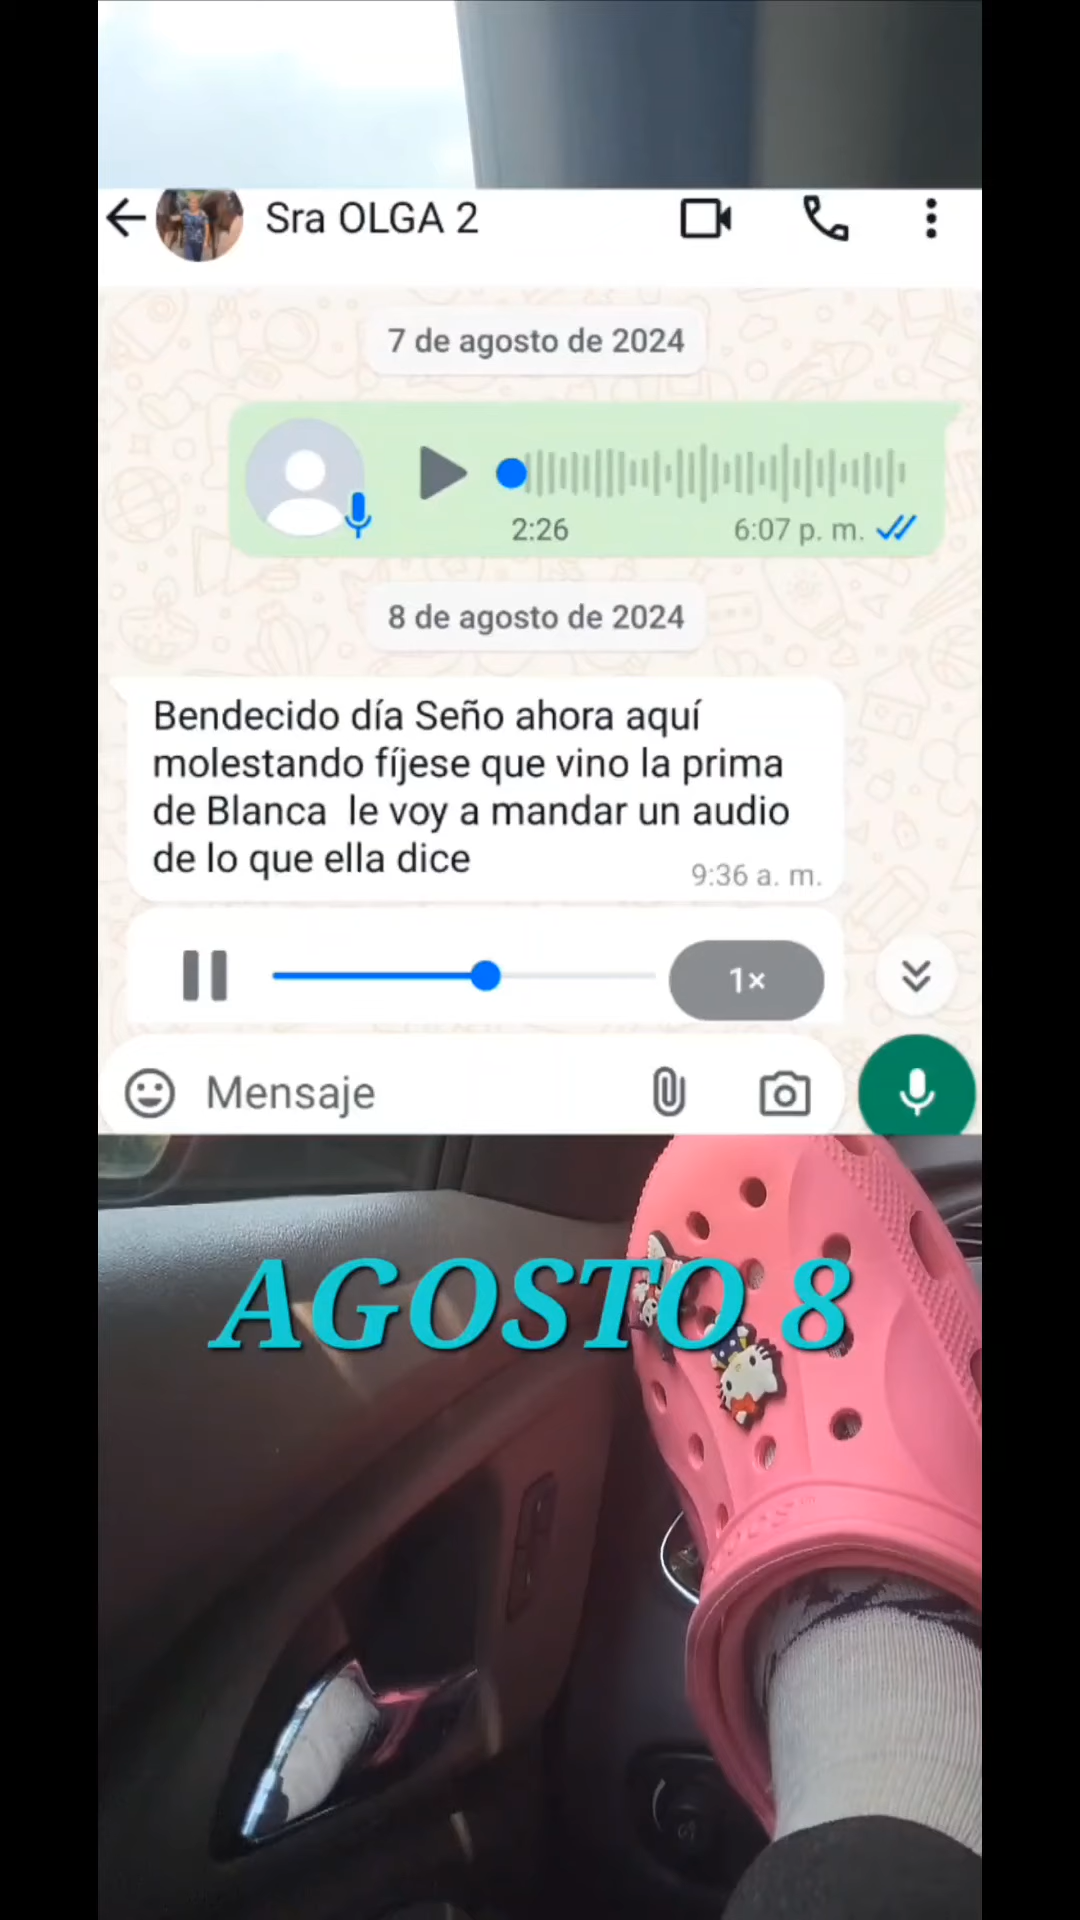 Sra OLGA 2
7 de agosto de 2024
2:26
6:07 p. m.
8 de agosto de 2024
Bendecido día Seño ahora aquí
molestando fíjese que vino la prima
de Blanca  le voy a mandar un audio
de lo que ella dice
9:36 a. m.
1×
Mensaje
AGOSTO 8